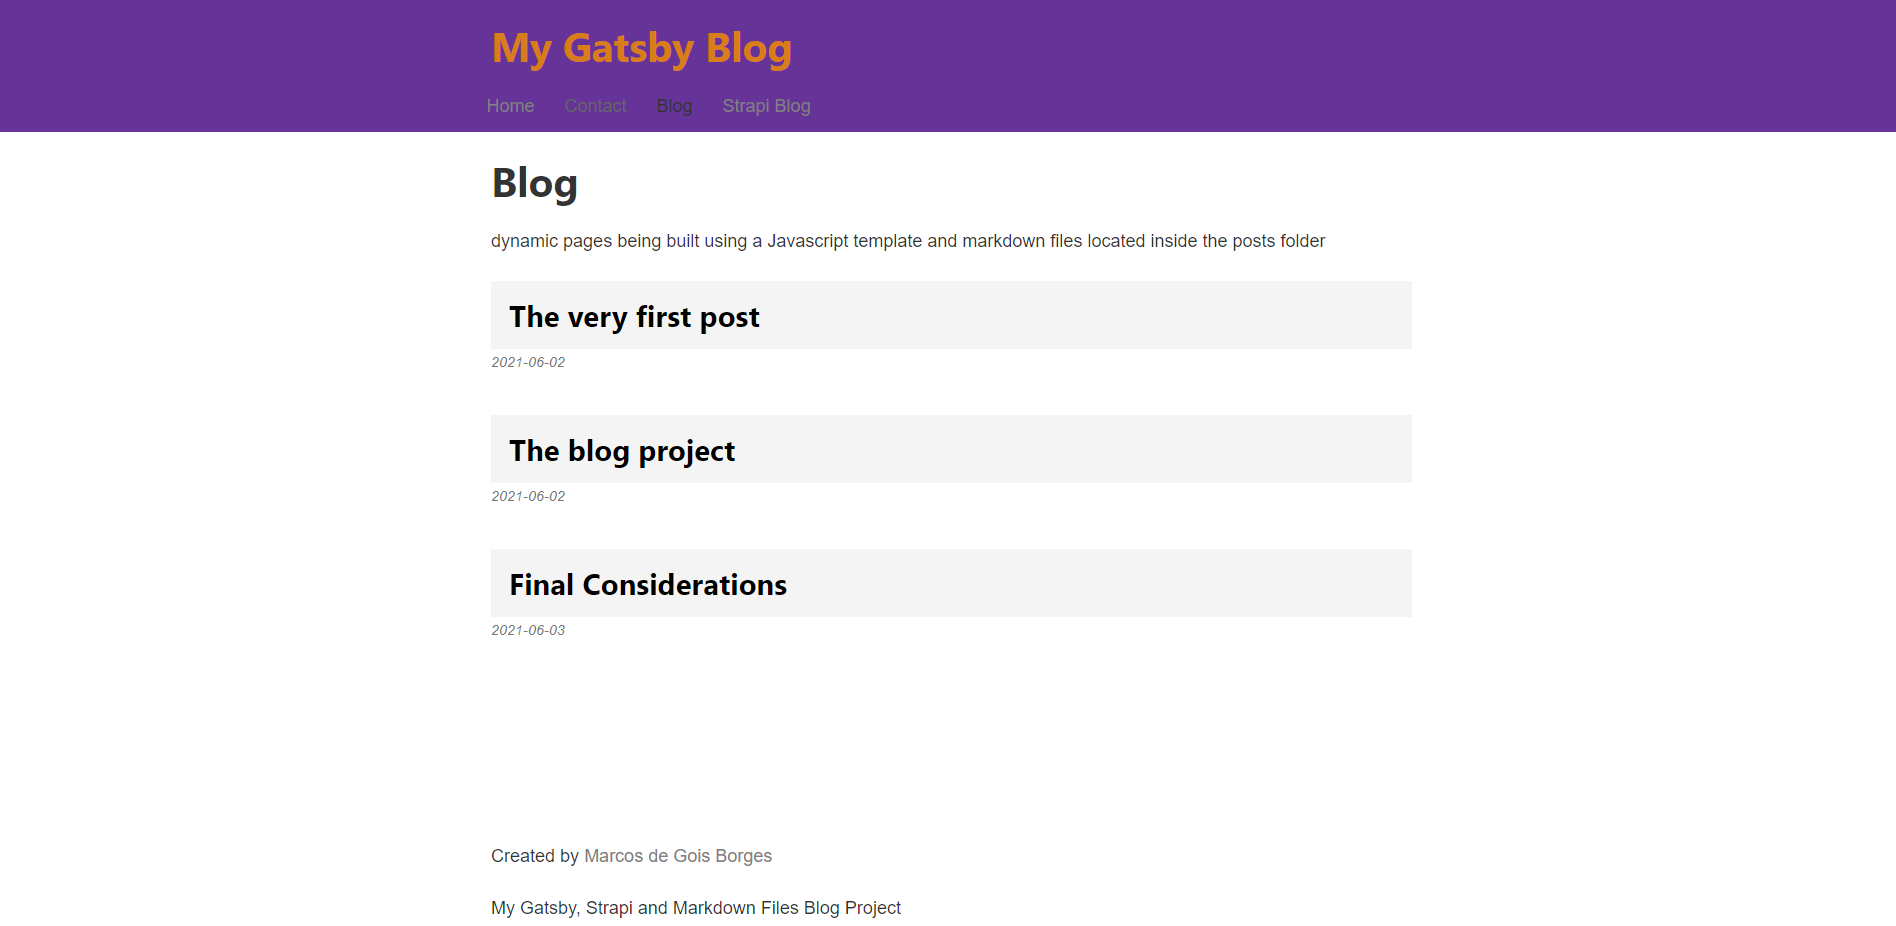 My Gatsby Blog
Home Contact Blog Strapi Blog
Blog
dynamic pages being built using a Javascript template and markdown files located inside the posts folder
The very first post
2021-06-02
The blog project
2021-06-02
Final Considerations
2021-06-03
Created by Marcos de Gois Borges
My Gatsby, Strapi and Markdown Files Blog Project